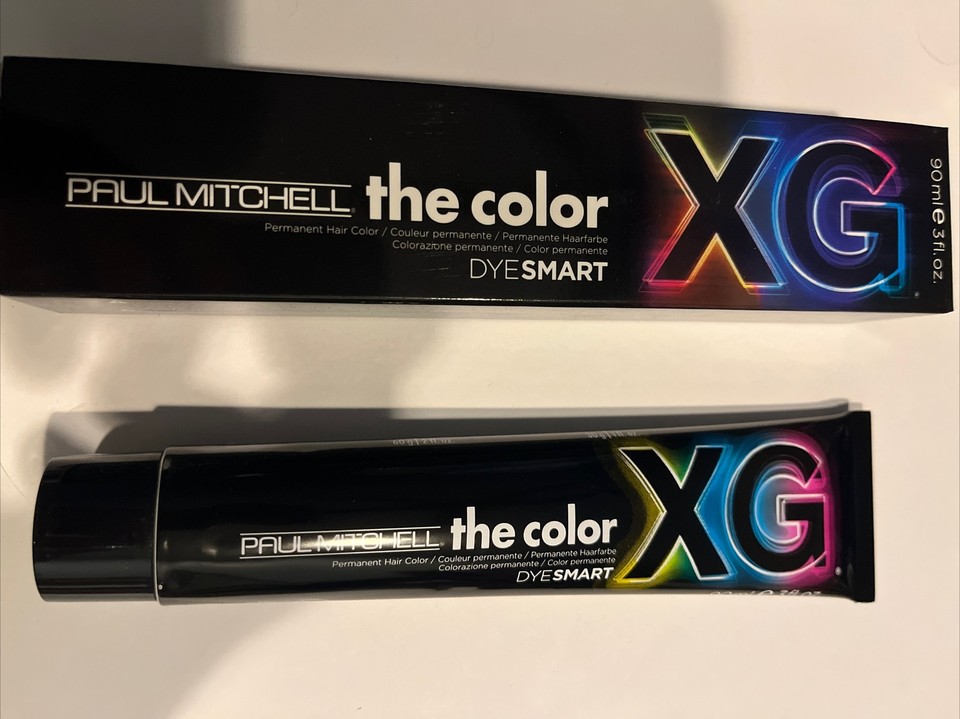 PAUL MITCHELL® the color XG®
Permanent Hair Color / Couleur permanente / Permanente Haarfarbe
Colorazione permanente / Color permanente
DYESMART
90ml e 3fl.oz.
PAUL MITCHELL the color XG®
Permanent Hair Color / Couleur permanente / Permanente Haarfarbe
Colorazione permanente / Color permanente
DYESMART